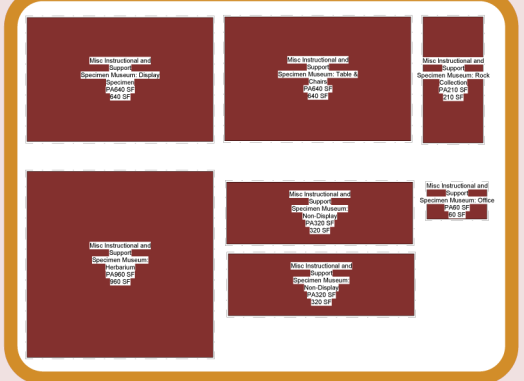 Misc Instructional and
Support
Specimen Museum: Display
Specimen
PA640 SF
640 SF
Misc Instructional and
Support
Specimen Museum: Table &
Chairs
PA640 SF
640 SF
Misc Instructional and
Support
Specimen Museum: Rock
Collection
PA210 SF
210 SF
Misc Instructional and
Support
Specimen Museum:
Herbarium
PA960 SF
960 SF
Misc Instructional and
Support
Specimen Museum:
Non-Display
PA320 SF
320 SF
Misc Instructional and
Support
Specimen Museum: Office
PA60 SF
60 SF
Misc Instructional and
Support
Specimen Museum:
Non-Display
PA320 SF
320 SF